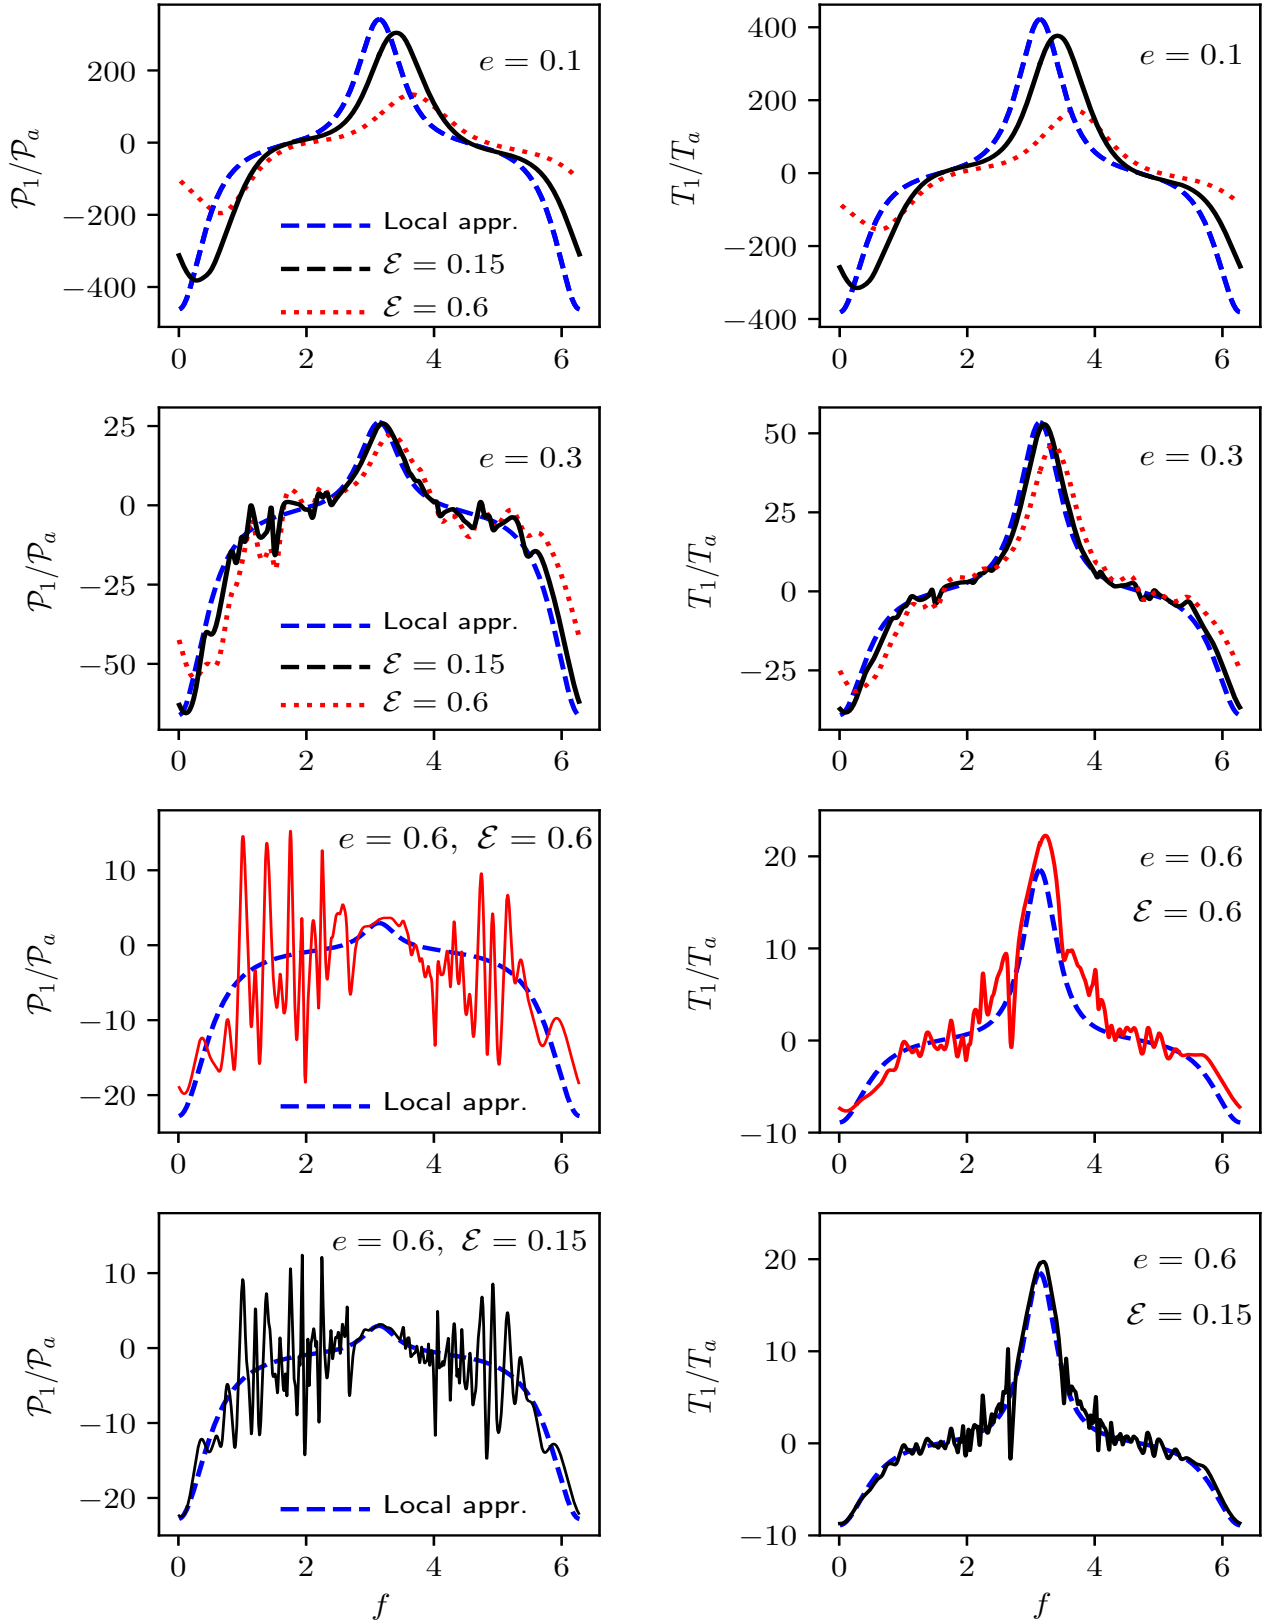 𝒫₁/𝒫ₐ
200
0
−200
−400
0 2 4 6
e = 0.1
Local appr.
ℰ = 0.15
ℰ = 0.6
T₁/Tₐ
400
200
0
−200
−400
0 2 4 6
e = 0.1
𝒫₁/𝒫ₐ
25
0
−25
−50
0 2 4 6
e = 0.3
Local appr.
ℰ = 0.15
ℰ = 0.6
T₁/Tₐ
50
25
0
−25
0 2 4 6
e = 0.3
𝒫₁/𝒫ₐ
10
0
−10
−20
0 2 4 6
e = 0.6, ℰ = 0.6
Local appr.
T₁/Tₐ
20
10
0
−10
0 2 4 6
e = 0.6
ℰ = 0.6
𝒫₁/𝒫ₐ
10
0
−10
−20
0 2 4 6
e = 0.6, ℰ = 0.15
Local appr.
f
T₁/Tₐ
20
10
0
−10
0 2 4 6
e = 0.6
ℰ = 0.15
f